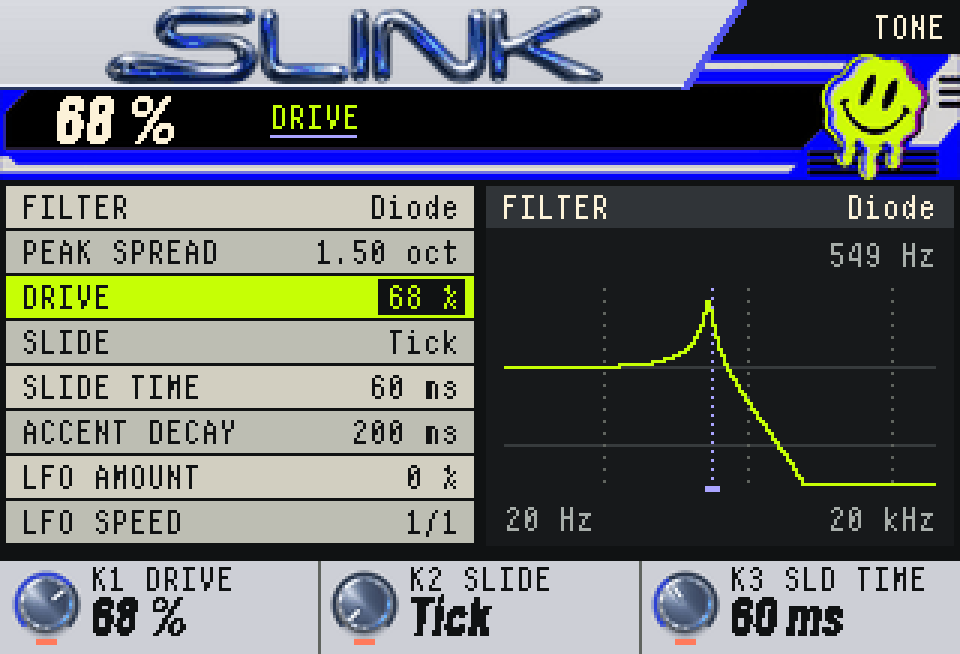 SLINK
TONE
68 % DRIVE
FILTER Diode
PEAK SPREAD 1.50 oct
DRIVE 68 %
SLIDE Tick
SLIDE TIME 60 ms
ACCENT DECAY 200 ms
LFO AMOUNT 0 %
LFO SPEED 1/1
FILTER Diode
549 Hz
20 Hz 20 kHz
K1 DRIVE
68 %
K2 SLIDE
Tick
K3 SLD TIME
60 ms